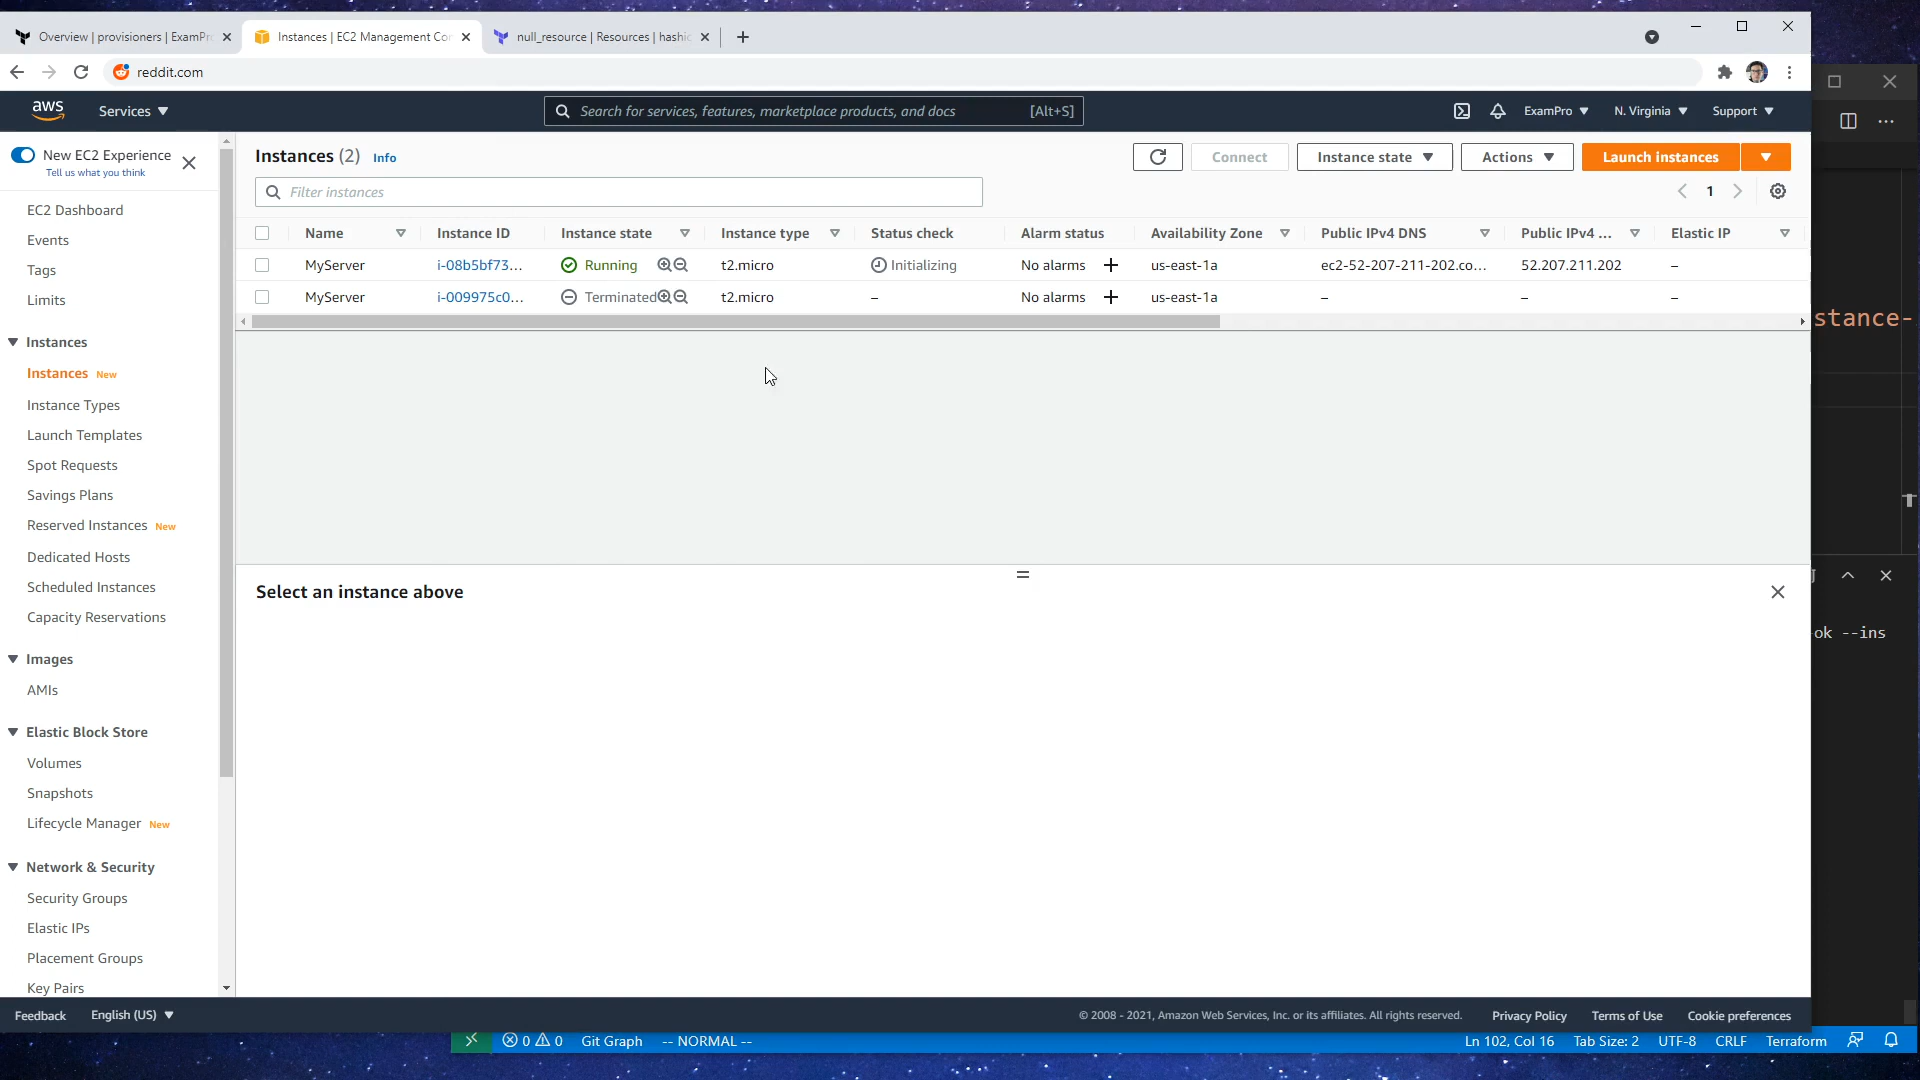 Overview | provisioners | ExamPr
Instances | EC2 Management Con
null_resource | Resources | hashic
reddit.com
aws
Services
Search for services, features, marketplace products, and docs
[Alt+S]
ExamPro
N. Virginia
Support
New EC2 Experience
Tell us what you think
EC2 Dashboard
Events
Tags
Limits
Instances
Instances New
Instance Types
Launch Templates
Spot Requests
Savings Plans
Reserved Instances New
Dedicated Hosts
Scheduled Instances
Capacity Reservations
Images
AMIs
Elastic Block Store
Volumes
Snapshots
Lifecycle Manager New
Network & Security
Security Groups
Elastic IPs
Placement Groups
Key Pairs
Instances (2) Info
Connect
Instance state
Actions
Launch instances
Filter instances
1
Name Instance ID Instance state Instance type Status check Alarm status Availability Zone Public IPv4 DNS Public IPv4 ... Elastic IP
MyServer i-08b5bf73... Running t2.micro Initializing No alarms + us-east-1a ec2-52-207-211-202.co... 52.207.211.202 –
MyServer i-009975c0... Terminated t2.micro – No alarms + us-east-1a – – –
Select an instance above
stance-
ok --ins
Feedback English (US)
© 2008 - 2021, Amazon Web Services, Inc. or its affiliates. All rights reserved. Privacy Policy Terms of Use Cookie preferences
0 0 Git Graph -- NORMAL --
Ln 102, Col 16 Tab Size: 2 UTF-8 CRLF Terraform